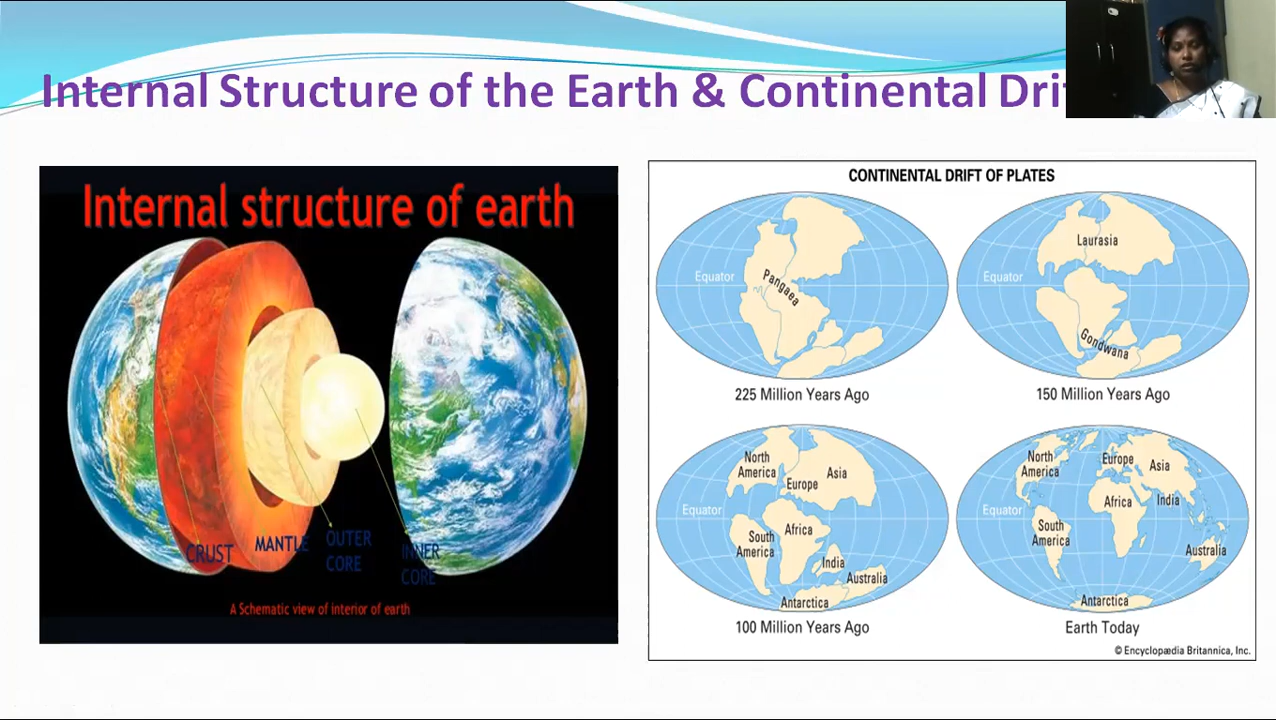 Internal Structure of the Earth & Continental Dri
Internal structure of earth
CRUST
MANTLE
OUTER
CORE
INNER
CORE
A Schematic view of interior of earth
CONTINENTAL DRIFT OF PLATES
Equator
Pangaea
225 Million Years Ago
Laurasia
Equator
Gondwana
150 Million Years Ago
North
America
Asia
Europe
Equator
Africa
South
America
India
Australia
Antarctica
100 Million Years Ago
North
America
Europe
Asia
Equator
Africa
India
South
America
Australia
Antarctica
Earth Today
© Encyclopædia Britannica, Inc.